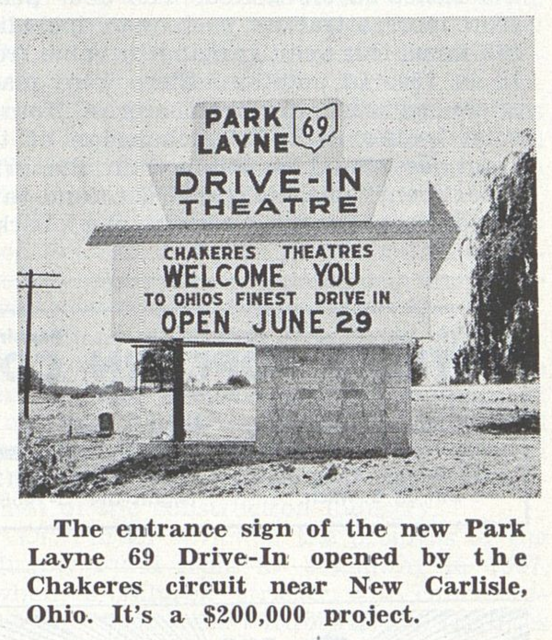 PARK
LAYNE 69
DRIVE-IN
THEATRE
CHAKERES THEATRES
WELCOME YOU
TO OHIOS FINEST DRIVE IN
OPEN JUNE 29
The entrance sign of the new Park
Layne 69 Drive-In opened by the
Chakeres circuit near New Carlisle,
Ohio. It's a $200,000 project.